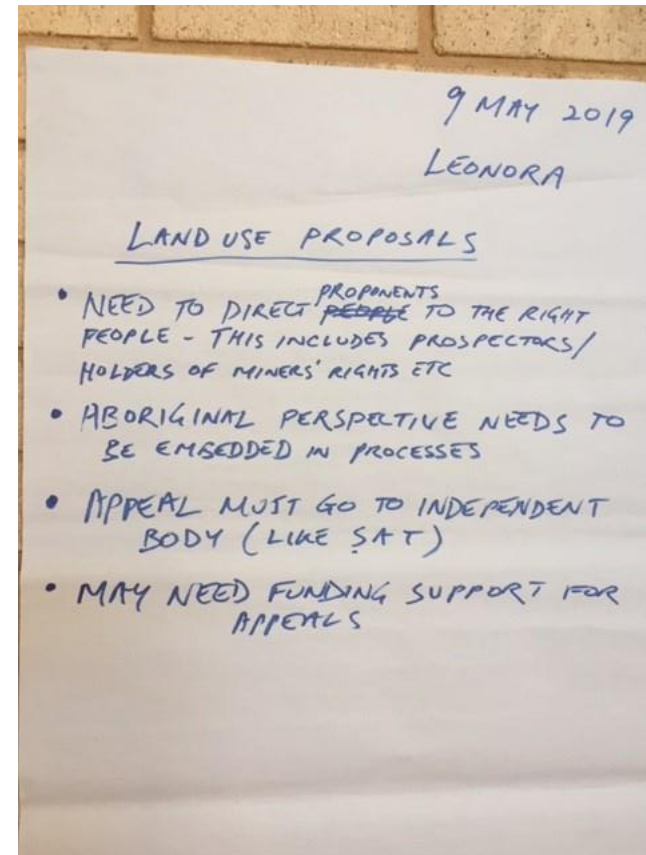 9 MAY 2019
LEONORA
LAND USE PROPOSALS
• NEED TO DIRECT PROPONENTS TO THE RIGHT
PEOPLE - THIS INCLUDES PROSPECTORS/
HOLDERS OF MINERS' RIGHTS ETC
• ABORIGINAL PERSPECTIVE NEEDS TO
BE EMBEDDED IN PROCESSES
• APPEAL MUST GO TO INDEPENDENT
BODY (LIKE SAT)
• MAY NEED FUNDING SUPPORT FOR
APPEALS